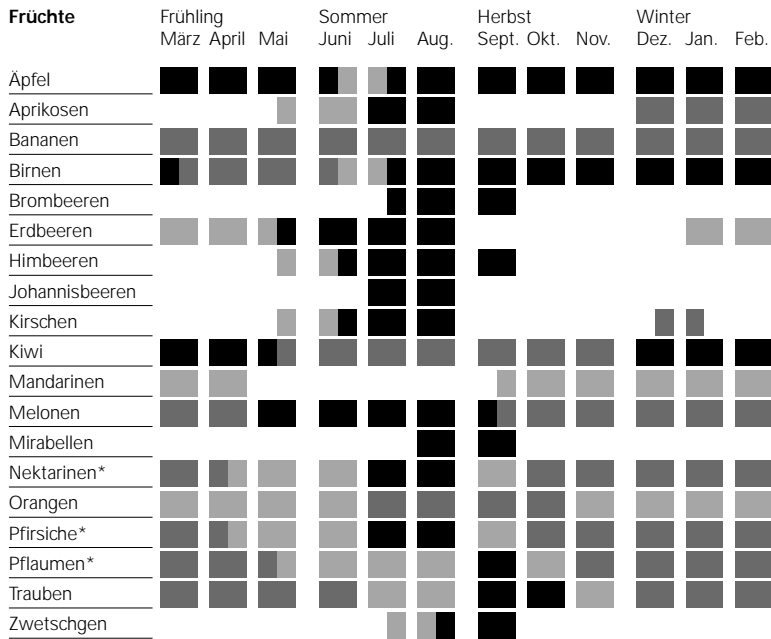 Früchte Frühling Sommer Herbst Winter
März April Mai Juni Juli Aug. Sept. Okt. Nov. Dez. Jan. Feb.
Äpfel
Aprikosen
Bananen
Birnen
Brombeeren
Erdbeeren
Himbeeren
Johannisbeeren
Kirschen
Kiwi
Mandarinen
Melonen
Mirabellen
Nektarinen*
Orangen
Pfirsiche*
Pflaumen*
Trauben
Zwetschgen